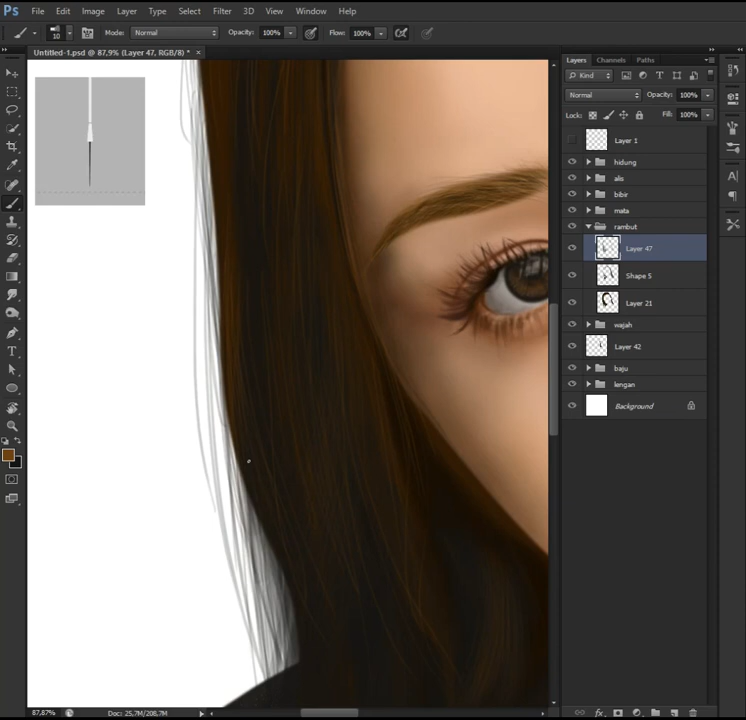 Ps File Edit Image Layer Type Select Filter 3D View Window Help
10 Mode: Normal Opacity: 100% Flow: 100%
Untitled-1.psd @ 87,9% (Layer 47, RGB/8) * ×
Layers Channels Paths
Kind
Normal Opacity: 100%
Lock: Fill: 100%
Layer 1
hidung
alis
bibir
mata
rambut
Layer 47
Shape 5
Layer 21
wajah
Layer 42
baju
lengan
Background
87,87% Doc: 25,7M/208,7M